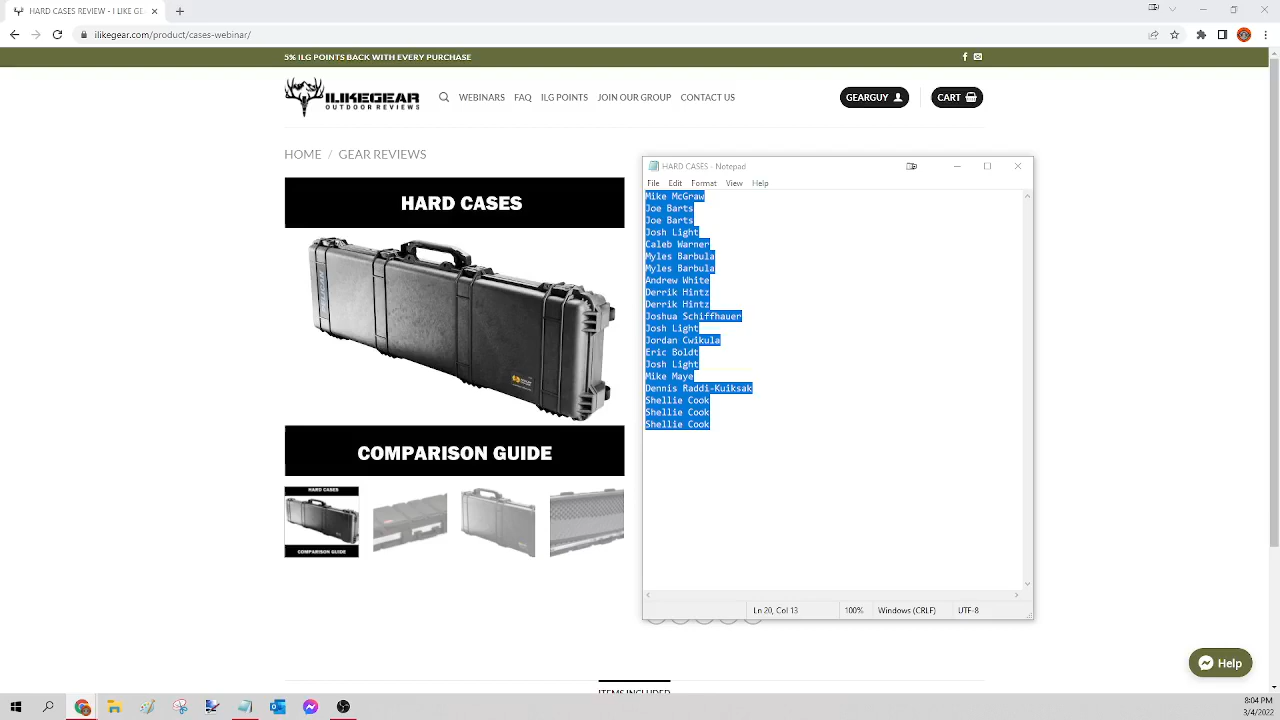 HARD CASES REVIEW - I LIKE GE
ilikegear.com/product/cases-webinar/
5% ILG POINTS BACK WITH EVERY PURCHASE
ILIKEGEAR
OUTDOOR REVIEWS
WEBINARS FAQ ILG POINTS JOIN OUR GROUP CONTACT US
GEARGUY
CART
HOME / GEAR REVIEWS
HARD CASES
COMPARISON GUIDE
HARD CASES
COMPARISON GUIDE
HARD CASES - Notepad
File Edit Format View Help
Mike McGraw
Joe Barts
Joe Barts
Josh Light
Caleb Warner
Myles Barbula
Myles Barbula
Andrew White
Derrik Hintz
Derrik Hintz
Joshua Schiffhauer
Josh Light
Jordan Cwikula
Eric Boldt
Josh Light
Mike Maye
Dennis Raddi-Kuiksak
Shellie Cook
Shellie Cook
Shellie Cook
Ln 20, Col 13 100% Windows (CRLF) UTF-8
ITEMS INCLUDED
Help
8:04 PM
3/4/2022